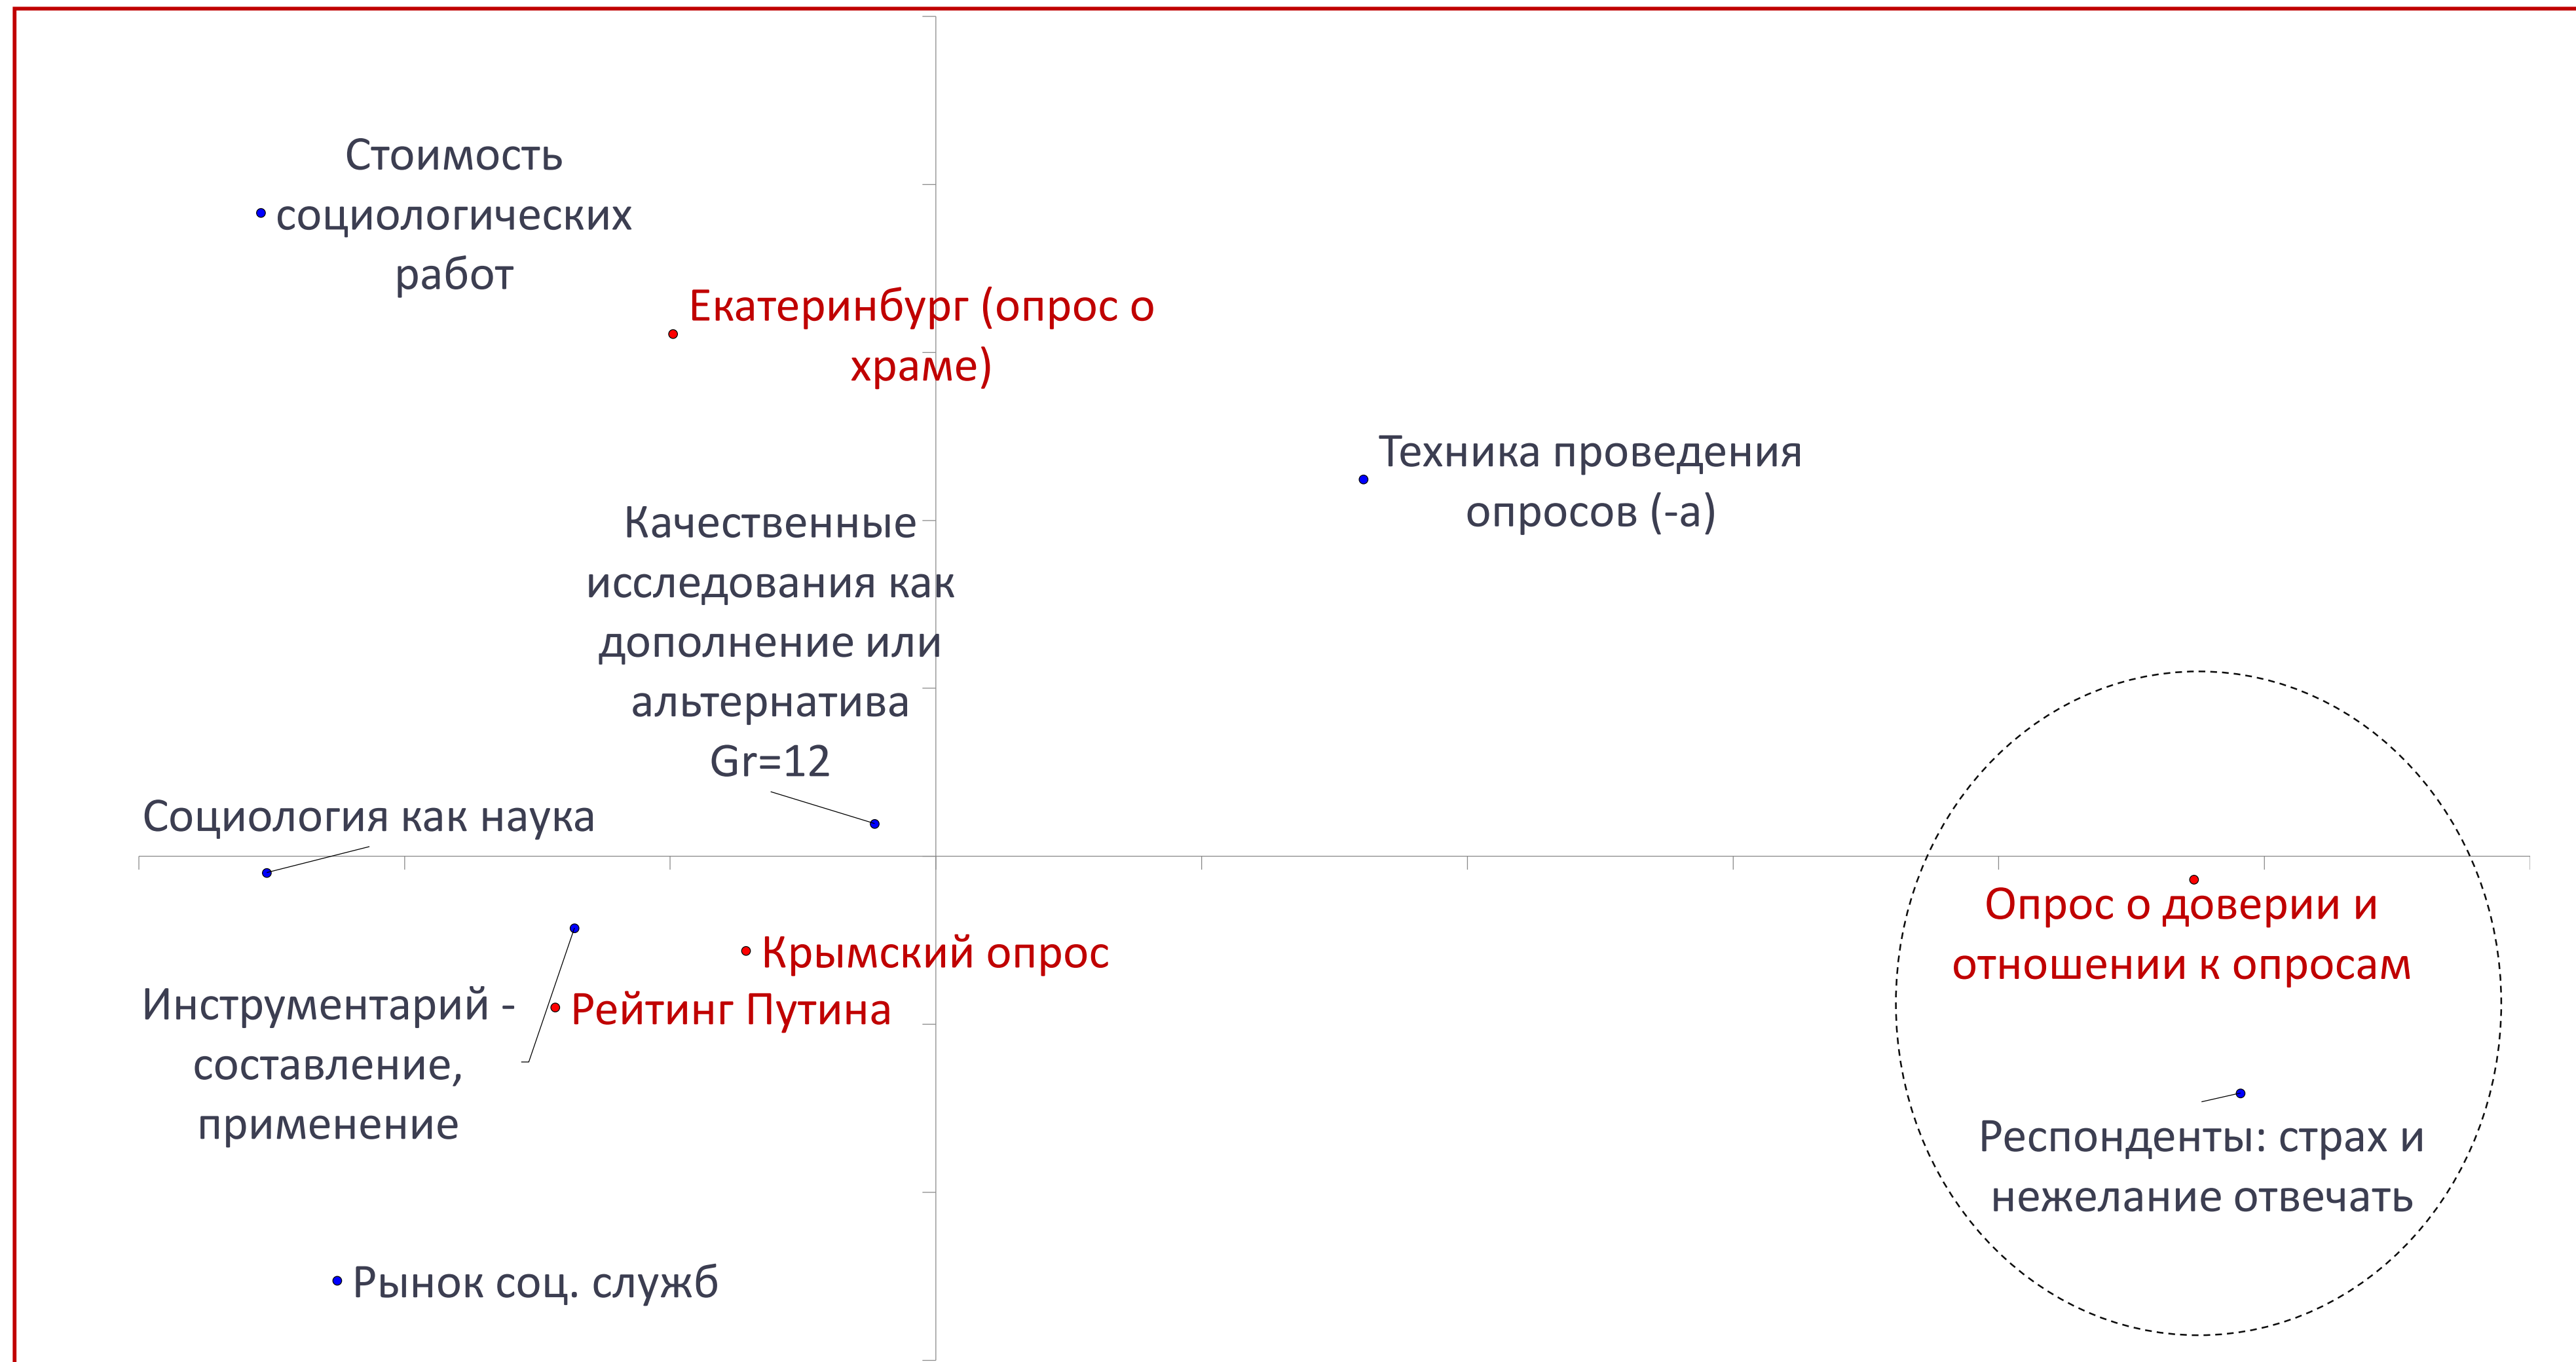 Стоимость
социологических
работ
Екатеринбург (опрос о
храме)
Техника проведения
опросов (-а)
Качественные
исследования как
дополнение или
альтернатива
Gr=12
Социология как наука
Опрос о доверии и
отношении к опросам
Крымский опрос
Рейтинг Путина
Инструментарий -
составление,
применение
Респонденты: страх и
нежелание отвечать
Рынок соц. служб